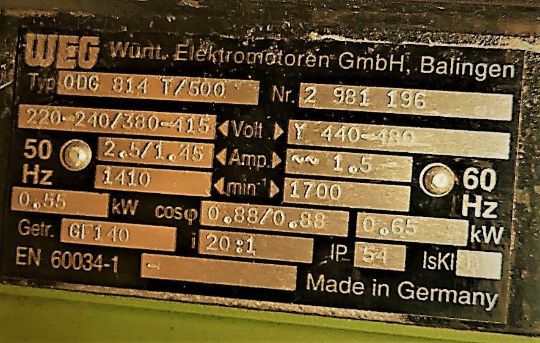 WEG Württ. Elektromotoren GmbH, Balingen
Typ ODG 814 T/500 Nr. 2 981 196
220-240/380-415 Volt Y 440-480
50 Hz 2.5/1.45 Amp. ~~ 1.5 60 Hz
1410 min⁻¹ 1700
0.55 kW cosφ 0.88/0.88 0.65 kW
Getr. GF140 i 20:1 IP 54 IsKl
EN 60034-1 - Made in Germany